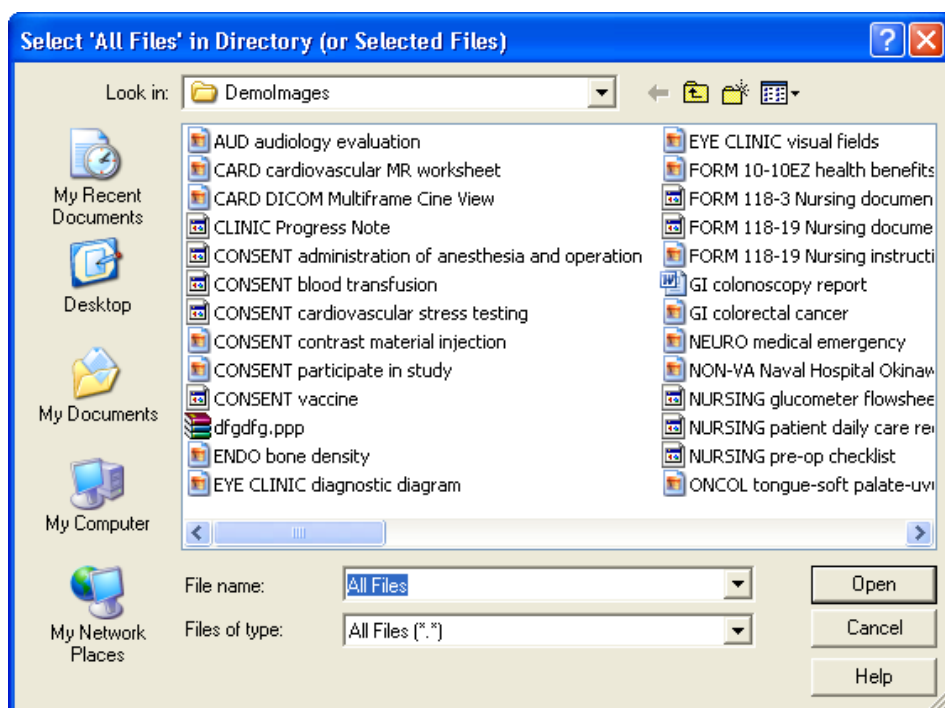 Select 'All Files' in Directory (or Selected Files)
Look in:
DemoImages
My Recent
Documents
Desktop
My Documents
My Computer
My Network
Places
AUD audiology evaluation
CARD cardiovascular MR worksheet
CARD DICOM Multiframe Cine View
CLINIC Progress Note
CONSENT administration of anesthesia and operation
CONSENT blood transfusion
CONSENT cardiovascular stress testing
CONSENT contrast material injection
CONSENT participate in study
CONSENT vaccine
dfgdfg.ppp
ENDO bone density
EYE CLINIC diagnostic diagram
EYE CLINIC visual fields
FORM 10-10EZ health benefits
FORM 118-3 Nursing documen
FORM 118-19 Nursing docume
FORM 118-19 Nursing instructi
GI colonoscopy report
GI colorectal cancer
NEURO medical emergency
NON-VA Naval Hospital Okinaw
NURSING glucometer flowshee
NURSING patient daily care re
NURSING pre-op checklist
ONCOL tongue-soft palate-uvu
File name:
All Files
Open
Files of type:
All Files (*.*)
Cancel
Help